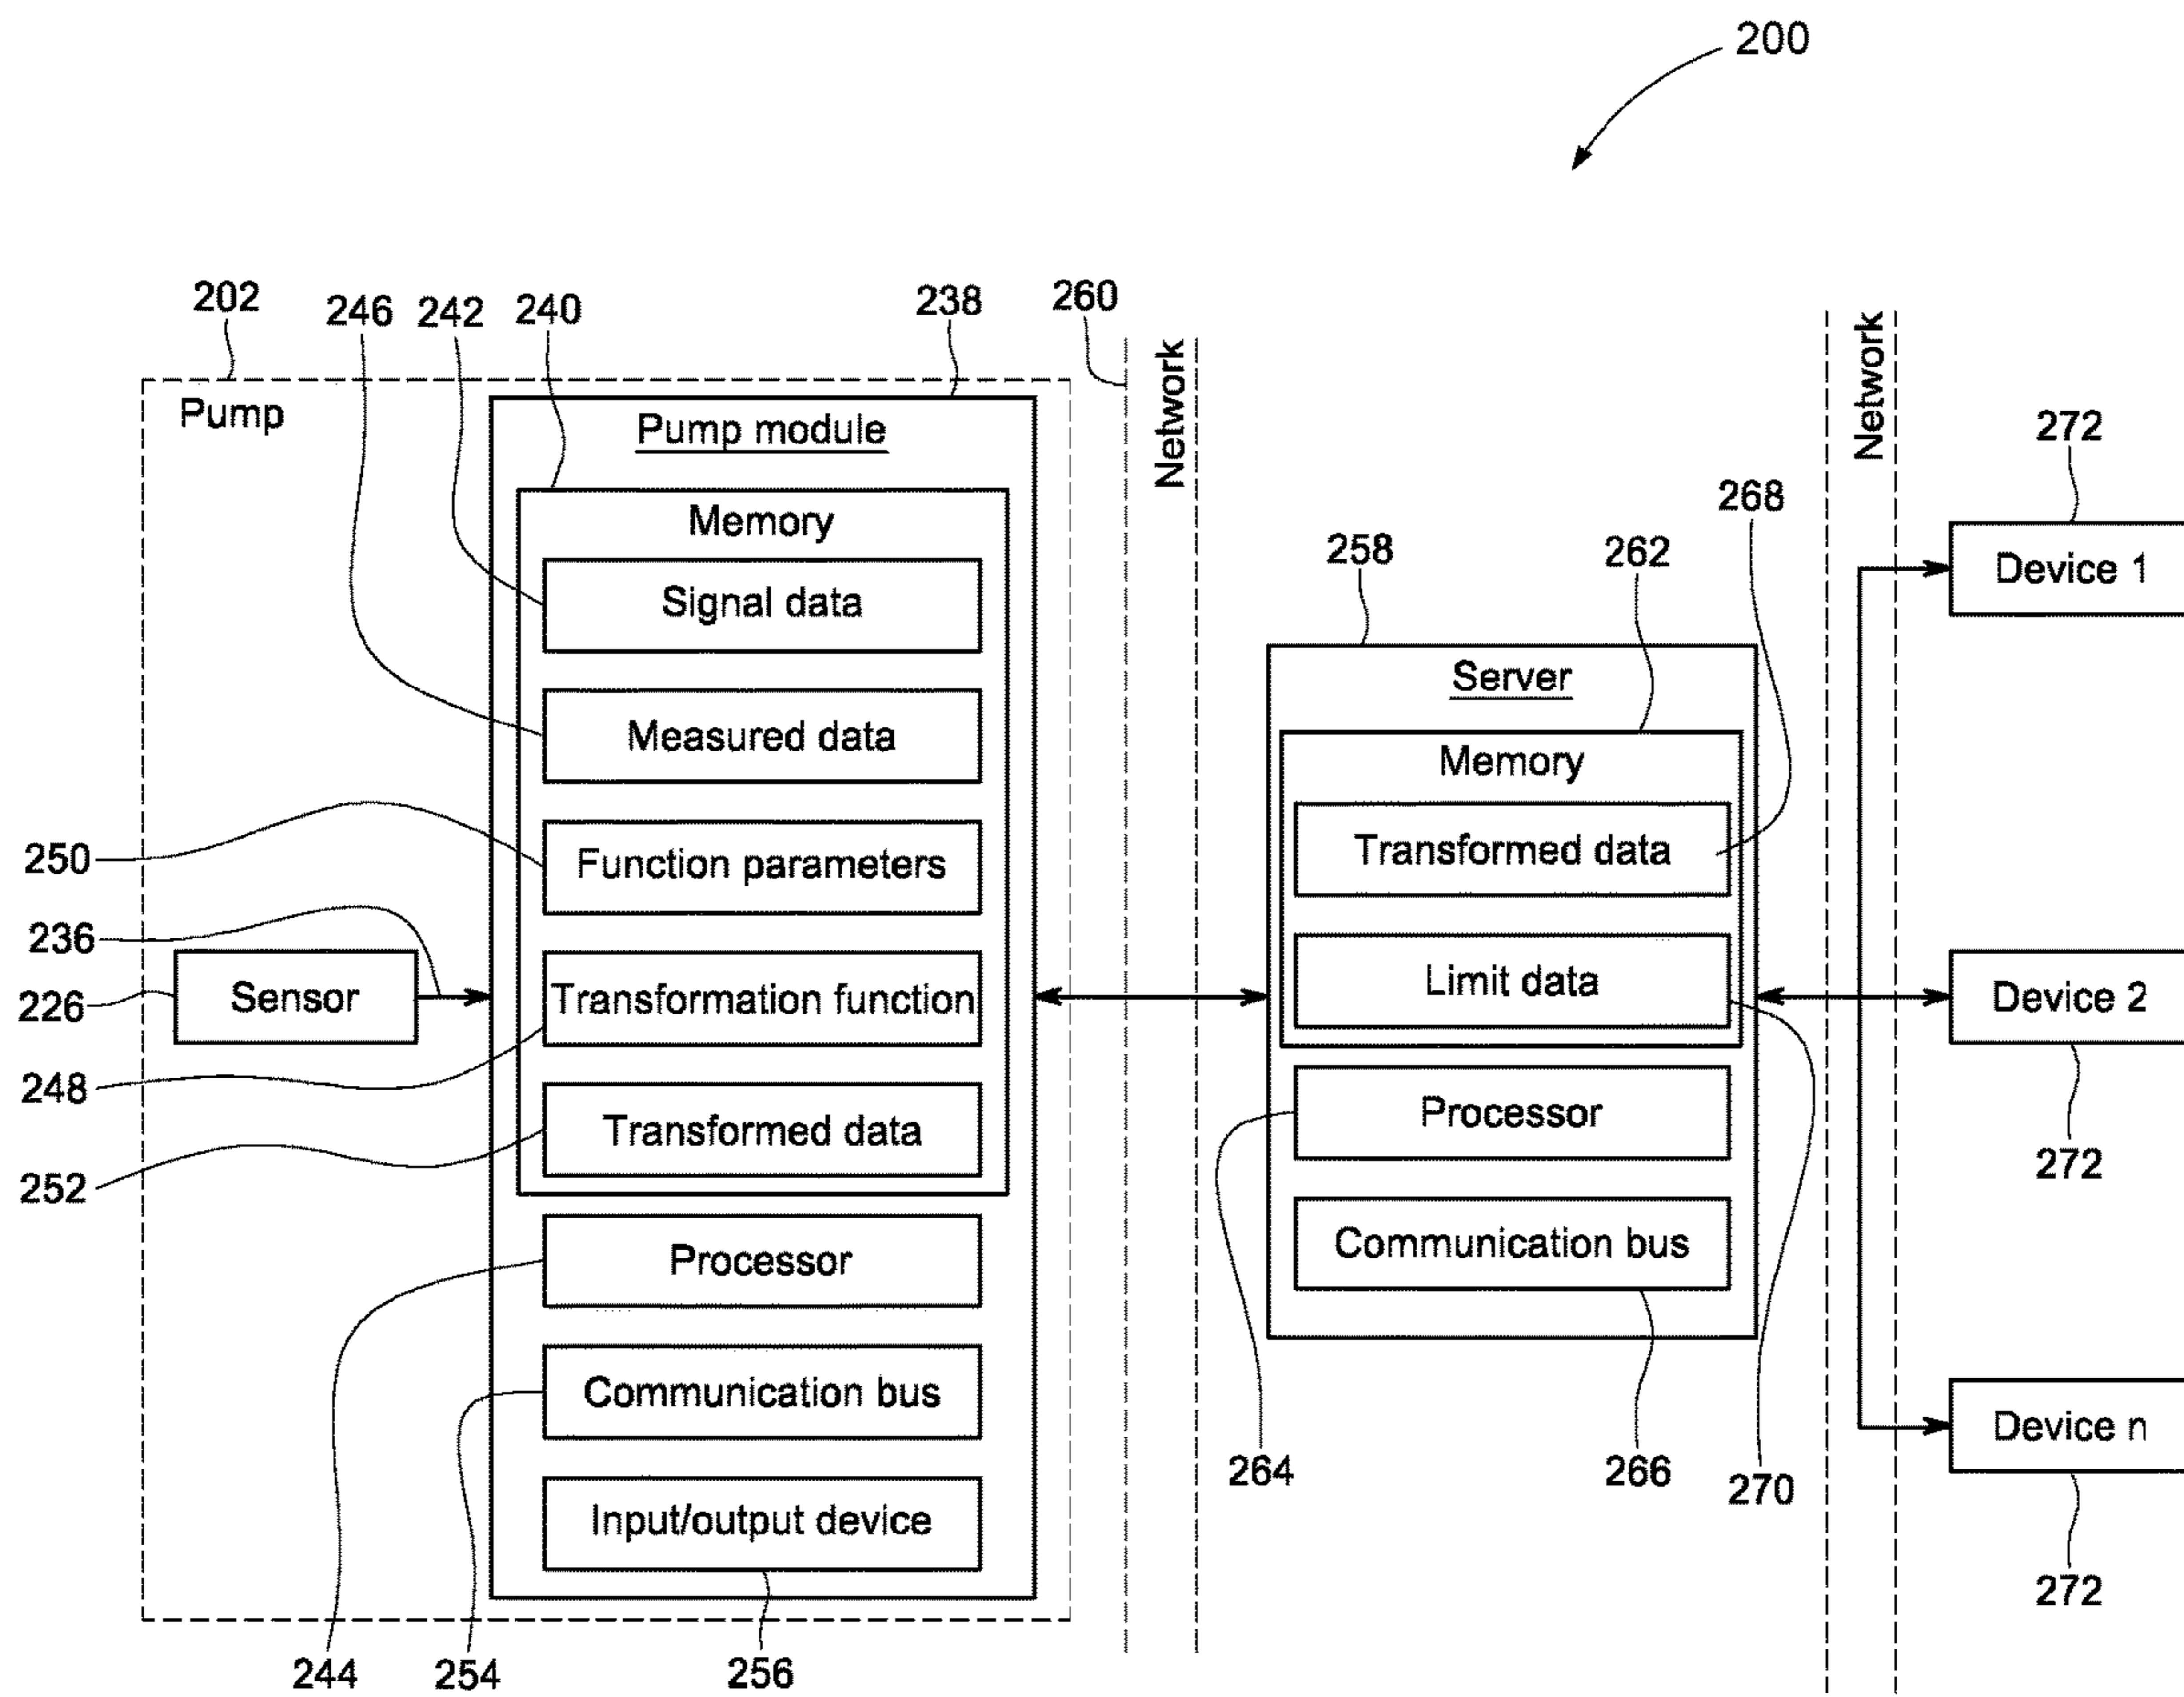 200
202
246
242
240
238
260
Network
Network
Pump
Pump module
Memory
Signal data
Measured data
Function parameters
Transformation function
Transformed data
Processor
Communication bus
Input/output device
250
236
226
Sensor
248
252
244
254
256
258
262
268
Server
Memory
Transformed data
Limit data
Processor
Communication bus
264
266
270
272
Device 1
Device 2
272
Device n
272